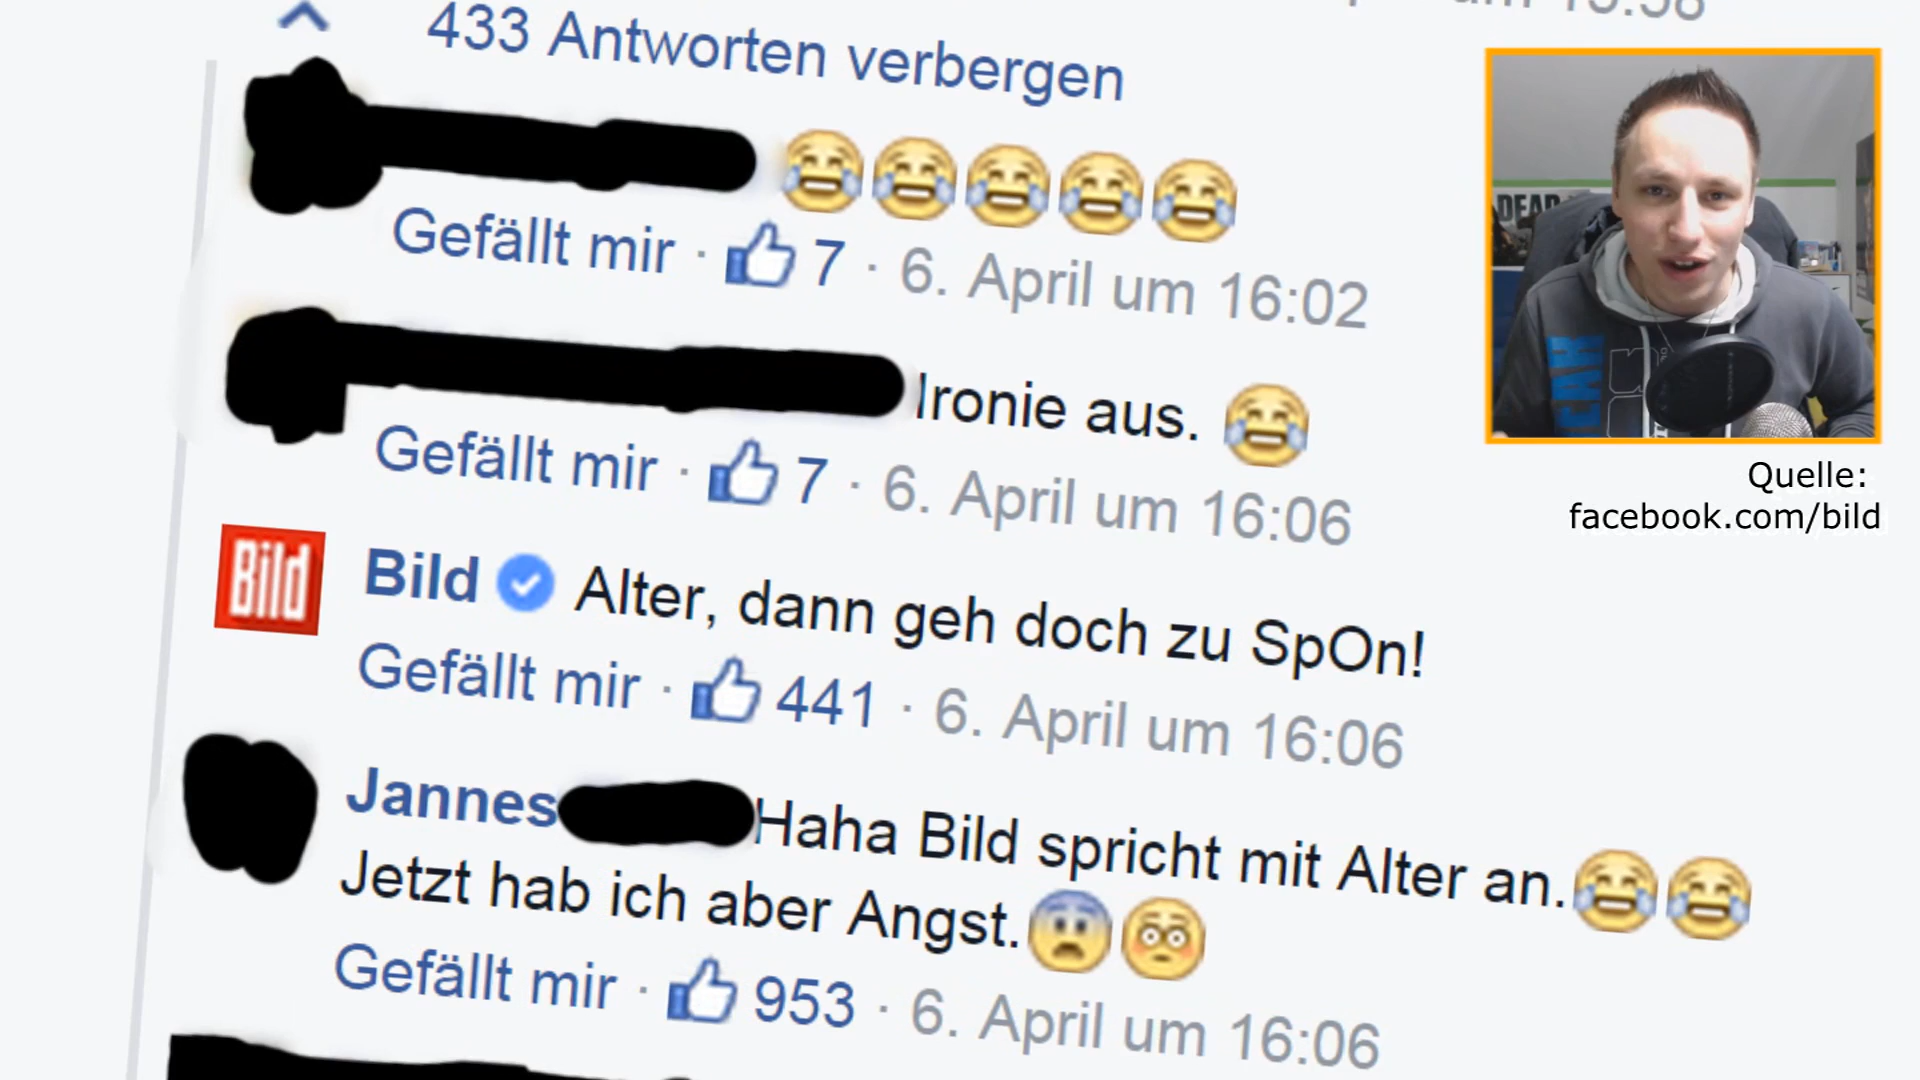 433 Antworten verbergen
Gefällt mir · 7 · 6. April um 16:02
Ironie aus.
Gefällt mir · 7 · 6. April um 16:06
Bild
Bild Alter, dann geh doch zu SpOn!
Gefällt mir · 441 · 6. April um 16:06
Jannes Haha Bild spricht mit Alter an.
Jetzt hab ich aber Angst.
Gefällt mir · 953 · 6. April um 16:06
DEAD
Quelle:
facebook.com/bild